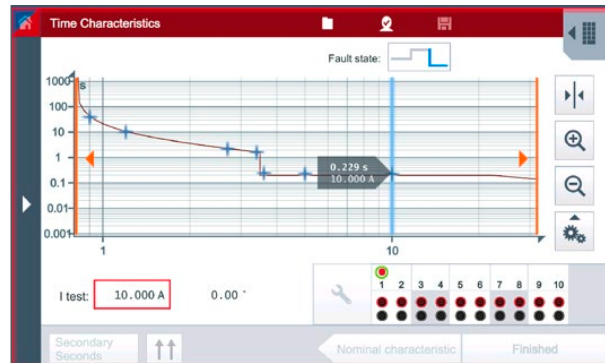 Time Characteristics
Fault state:
1000
s
100
10
1
0.1
0.01
0.001
0.229 s
10.000 A
1
10
I test:
10.000 A
0.00 °
1 2 3 4 5 6 7 8 9 10
Secondary
Seconds
Nominal characteristic
Finished